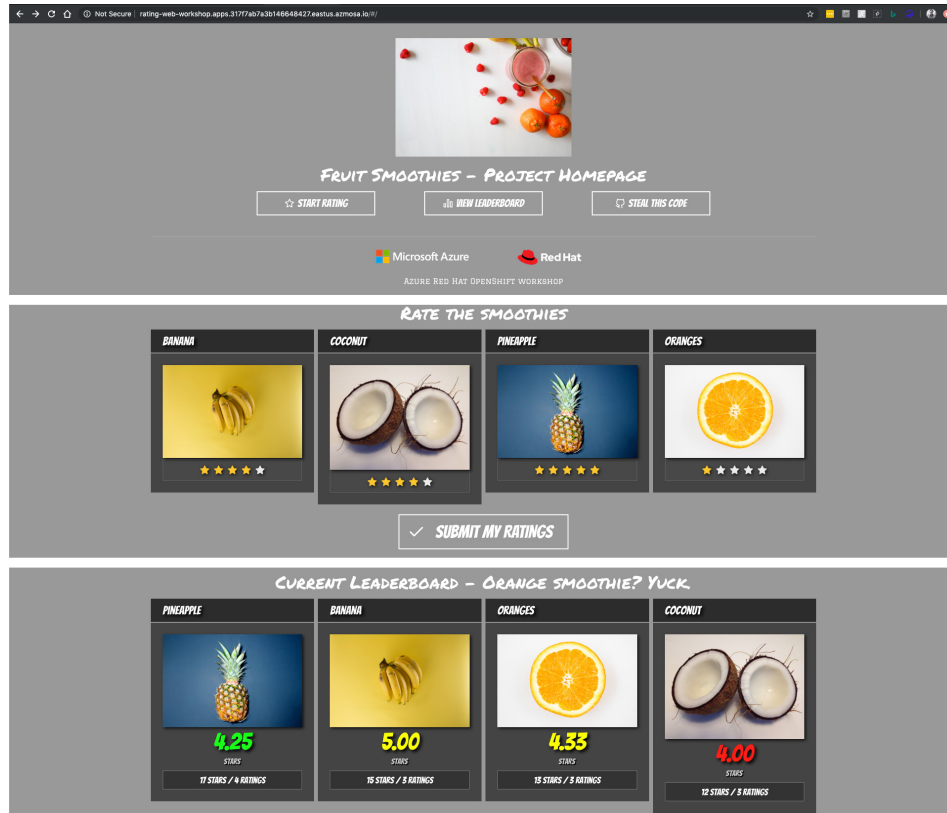 Not Secure | rating-web-workshop.apps.317f7ab7a3b146648427.eastus.azmosa.io/#/
Fruit Smoothies - Project Homepage
START RATING
VIEW LEADERBOARD
STEAL THIS CODE
Microsoft Azure
Red Hat
Azure Red Hat OpenShift workshop
Rate the smoothies
BANANA
COCONUT
PINEAPPLE
ORANGES
SUBMIT MY RATINGS
Current Leaderboard - Orange smoothie? Yuck.
PINEAPPLE
BANANA
ORANGES
COCONUT
4.25
STARS
17 STARS / 4 RATINGS
5.00
STARS
15 STARS / 3 RATINGS
4.33
STARS
13 STARS / 3 RATINGS
4.00
STARS
12 STARS / 3 RATINGS